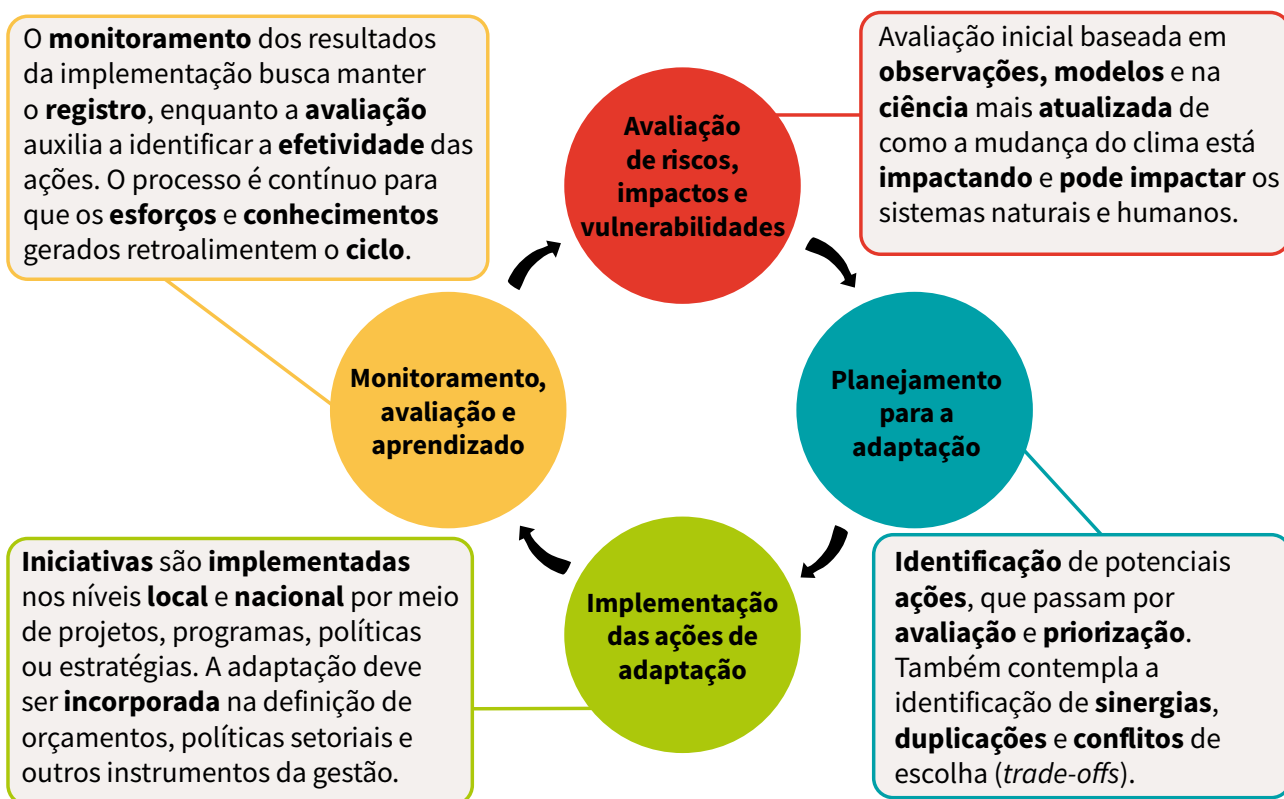 O monitoramento dos resultados
da implementação busca manter
o registro, enquanto a avaliação
auxilia a identificar a efetividade das
ações. O processo é contínuo para
que os esforços e conhecimentos
gerados retroalimentem o ciclo.
Avaliação
de riscos,
impactos e
vulnerabilidades
Avaliação inicial baseada em
observações, modelos e na
ciência mais atualizada de
como a mudança do clima está
impactando e pode impactar os
sistemas naturais e humanos.
Monitoramento,
avaliação e
aprendizado
Planejamento
para a
adaptação
Iniciativas são implementadas
nos níveis local e nacional por meio
de projetos, programas, políticas
ou estratégias. A adaptação deve
ser incorporada na definição de
orçamentos, políticas setoriais e
outros instrumentos da gestão.
Implementação
das ações de
adaptação
Identificação de potenciais
ações, que passam por
avaliação e priorização.
Também contempla a
identificação de sinergias,
duplicações e conflitos de
escolha (trade-offs).